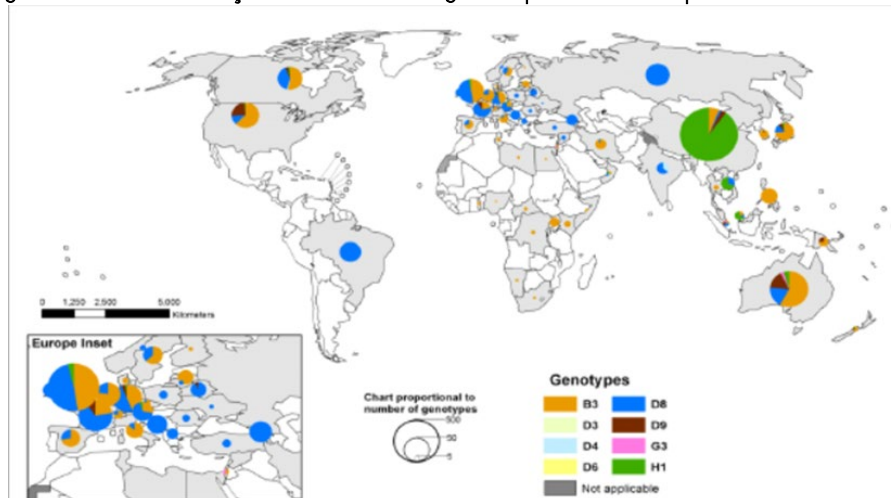 0 1,250 2,500 5,000
Kilometers
Europe Inset
Chart proportional to
number of genotypes
500
50
5
Genotypes
B3 D8
D3 D9
D4 G3
D6 H1
Not applicable